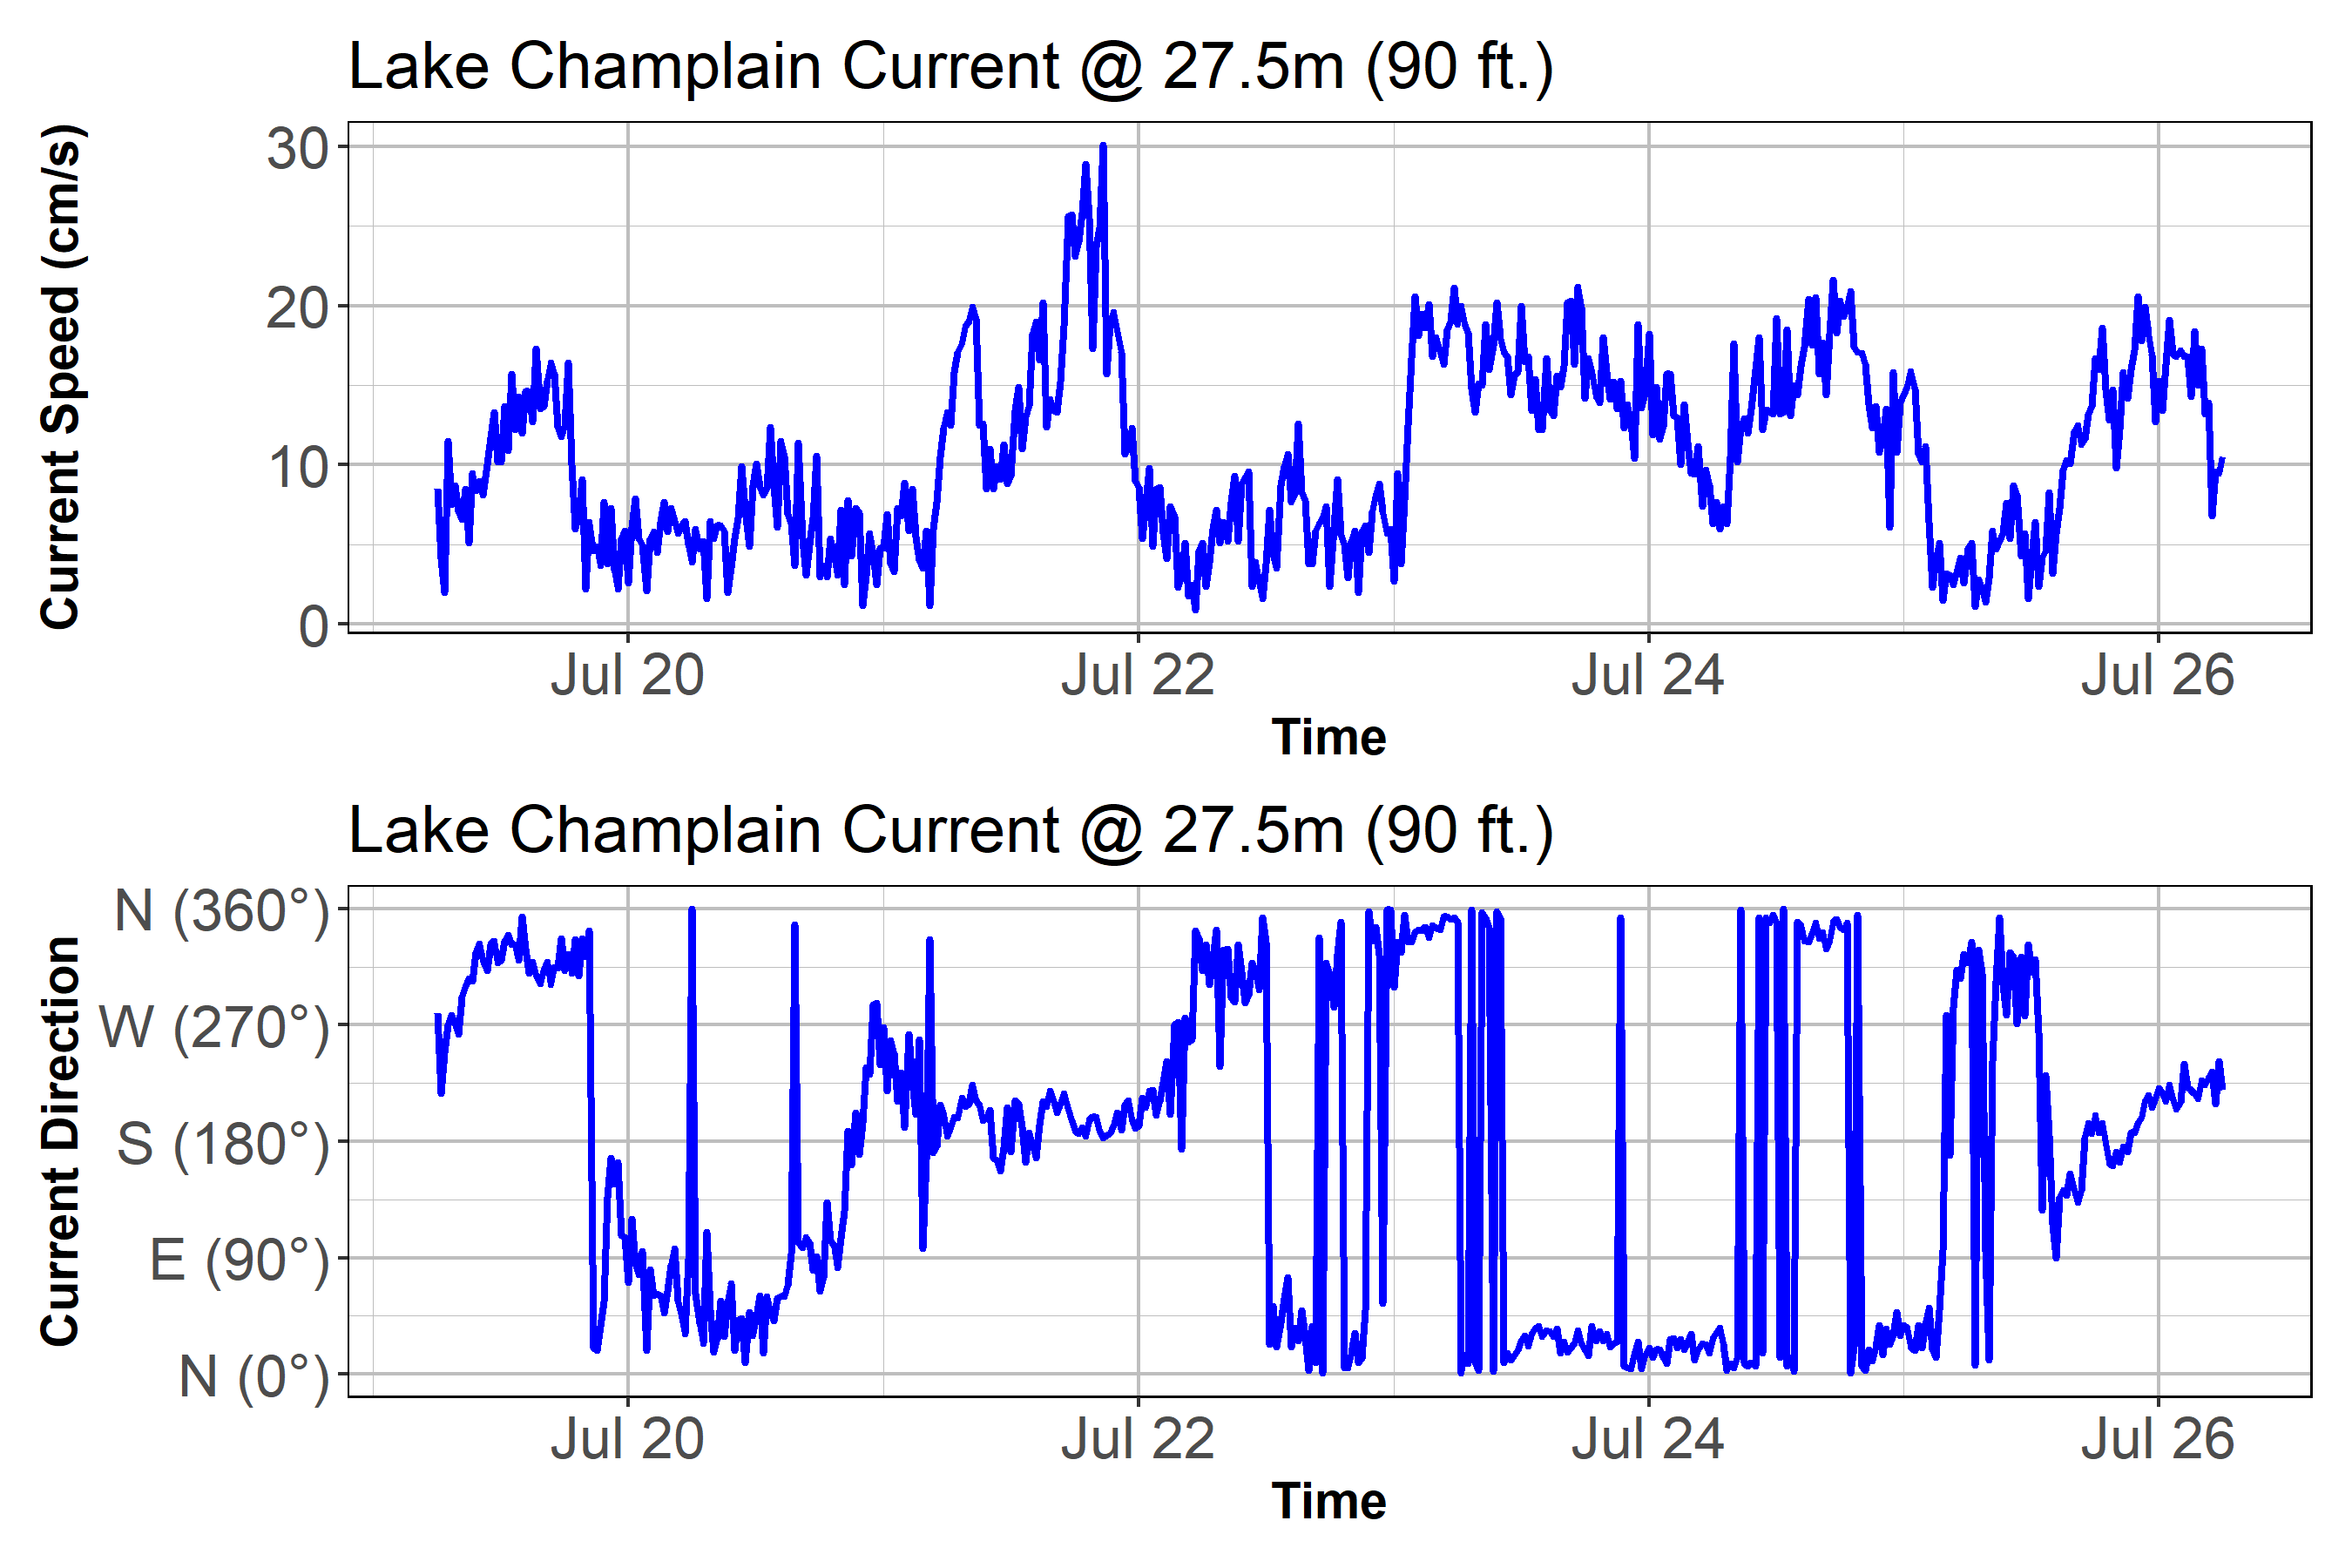 Lake Champlain Current @ 27.5m (90 ft.)
Current Speed (cm/s)
30
20
10
0
Jul 20 Jul 22 Jul 24 Jul 26
Time
Lake Champlain Current @ 27.5m (90 ft.)
Current Direction
N (360°)
W (270°)
S (180°)
E (90°)
N (0°)
Jul 20 Jul 22 Jul 24 Jul 26
Time